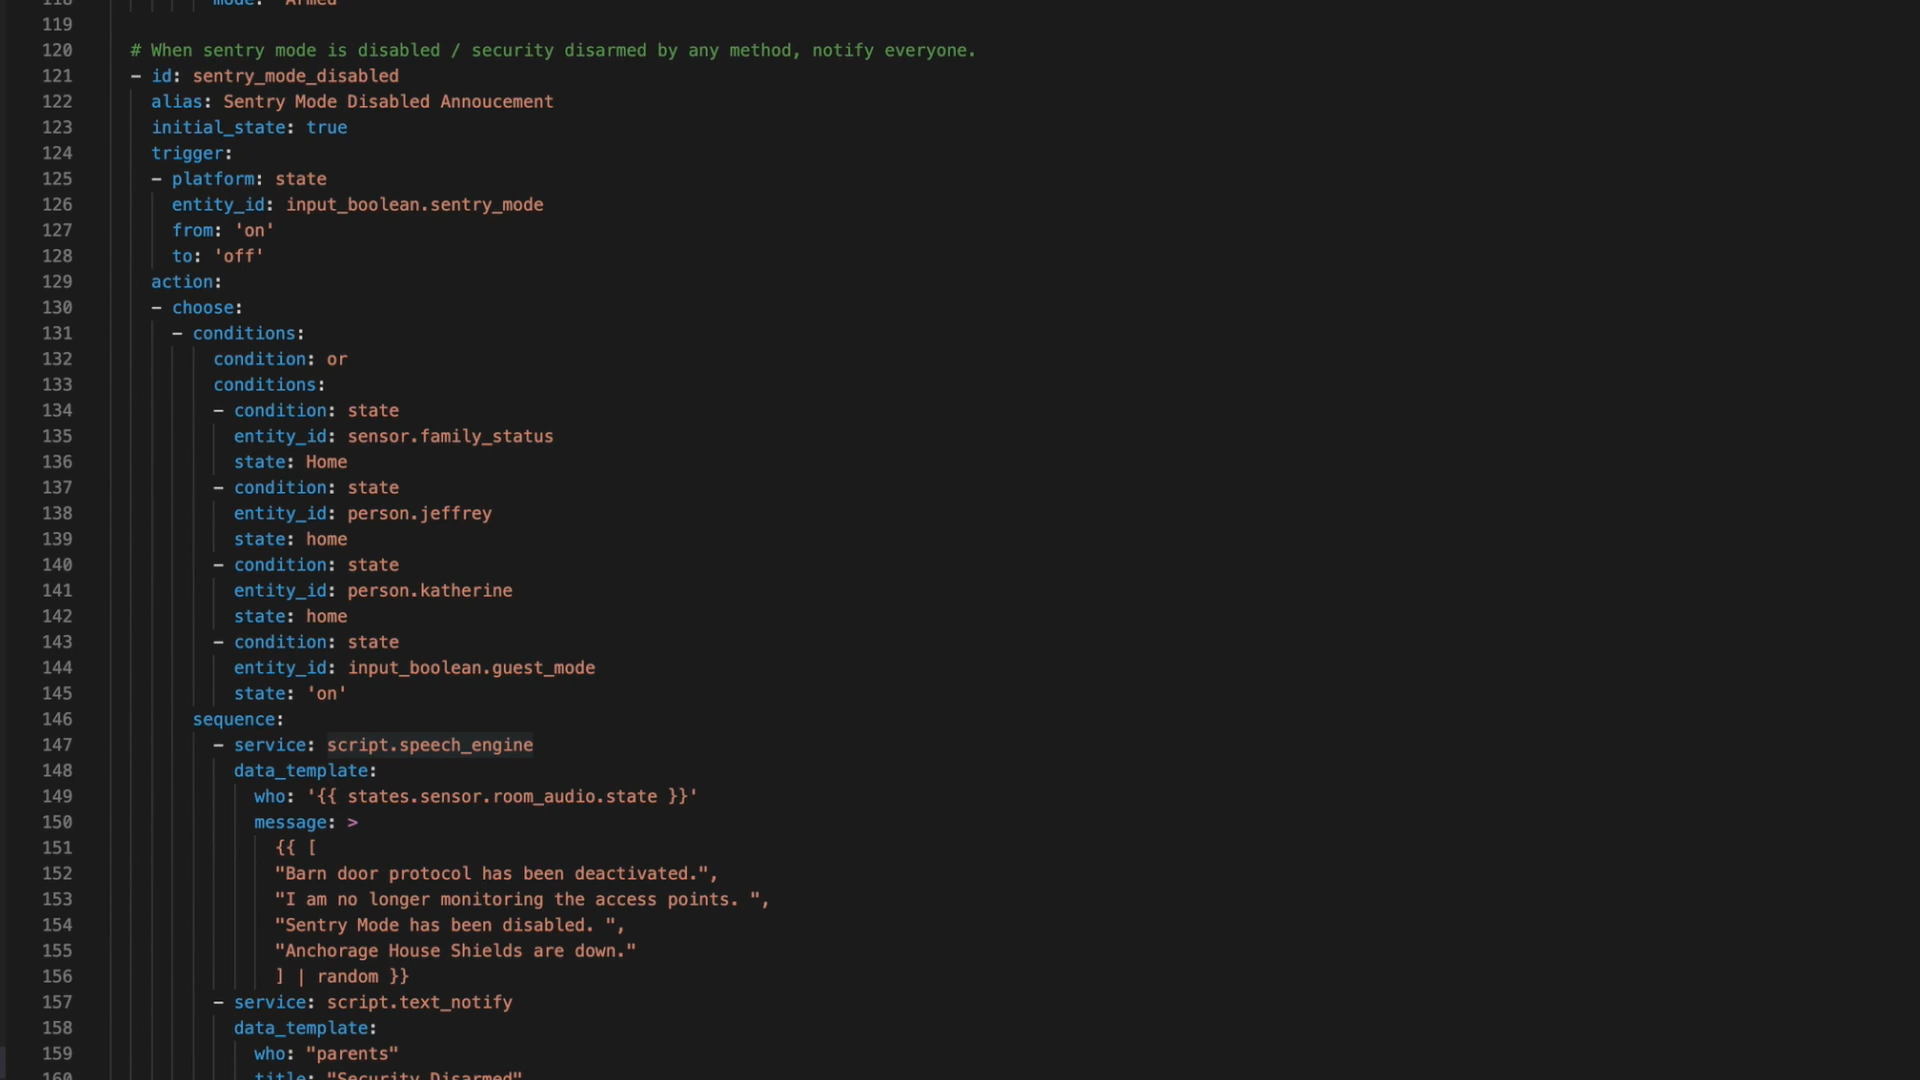 118 mode: "Armed"
119
120 # When sentry mode is disabled / security disarmed by any method, notify everyone.
121 - id: sentry_mode_disabled
122 alias: Sentry Mode Disabled Annoucement
123 initial_state: true
124 trigger:
125 - platform: state
126 entity_id: input_boolean.sentry_mode
127 from: 'on'
128 to: 'off'
129 action:
130 - choose:
131 - conditions:
132 condition: or
133 conditions:
134 - condition: state
135 entity_id: sensor.family_status
136 state: Home
137 - condition: state
138 entity_id: person.jeffrey
139 state: home
140 - condition: state
141 entity_id: person.katherine
142 state: home
143 - condition: state
144 entity_id: input_boolean.guest_mode
145 state: 'on'
146 sequence:
147 - service: script.speech_engine
148 data_template:
149 who: '{{ states.sensor.room_audio.state }}'
150 message: >
151 {{ [
152 "Barn door protocol has been deactivated.",
153 "I am no longer monitoring the access points. ",
154 "Sentry Mode has been disabled. ",
155 "Anchorage House Shields are down."
156 ] | random }}
157 - service: script.text_notify
158 data_template:
159 who: "parents"
160 title: "Security Disarmed"